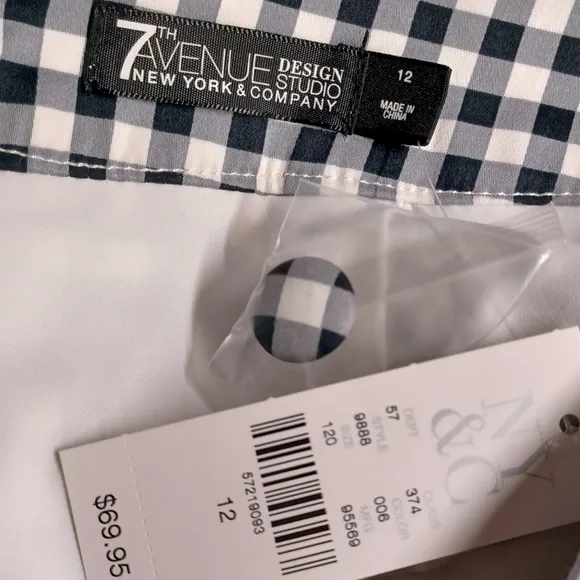 7TH
AVENUE DESIGN STUDIO
NEW YORK & COMPANY
12
MADE IN
CHINA
NY
&C
DEPT
57
STYLE
9888
SIZE
120
374
COLOR
006
MFG
95569
57219093
12
$69.95